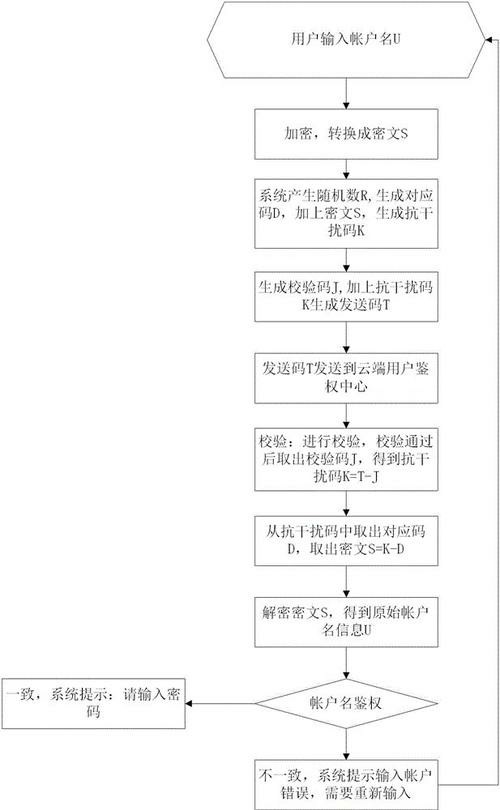 用户输入帐户名U
加密，转换成密文S
系统产生随机数R,生成对应
码D，加上密文S，生成抗干
扰码K
生成校验码J,加上抗干扰码
K生成发送码T
发送码T发送到云端用户鉴
权中心
校验：进行校验，校验通过
后取出校验码J，得到抗干
扰码K=T-J
从抗干扰码中取出对应码
D，取出密文S=K-D
解密密文S，得到原始帐户
名信息U
帐户名鉴权
一致，系统提示：请输入密
码
不一致，系统提示输入帐户
错误，需要重新输入